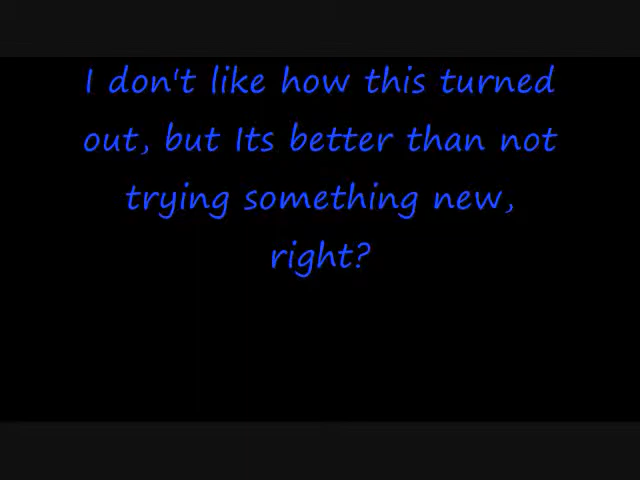 I don't like how this turned
out, but Its better than not
trying something new,
right?